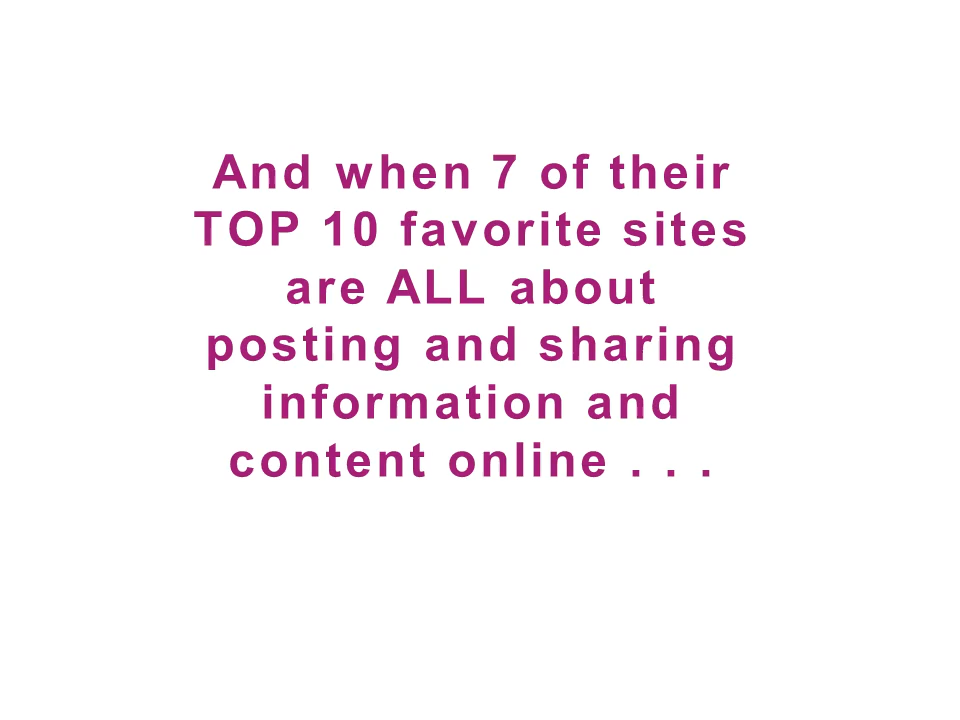 And when 7 of their
TOP 10 favorite sites
are ALL about
posting and sharing
information and
content online . . .